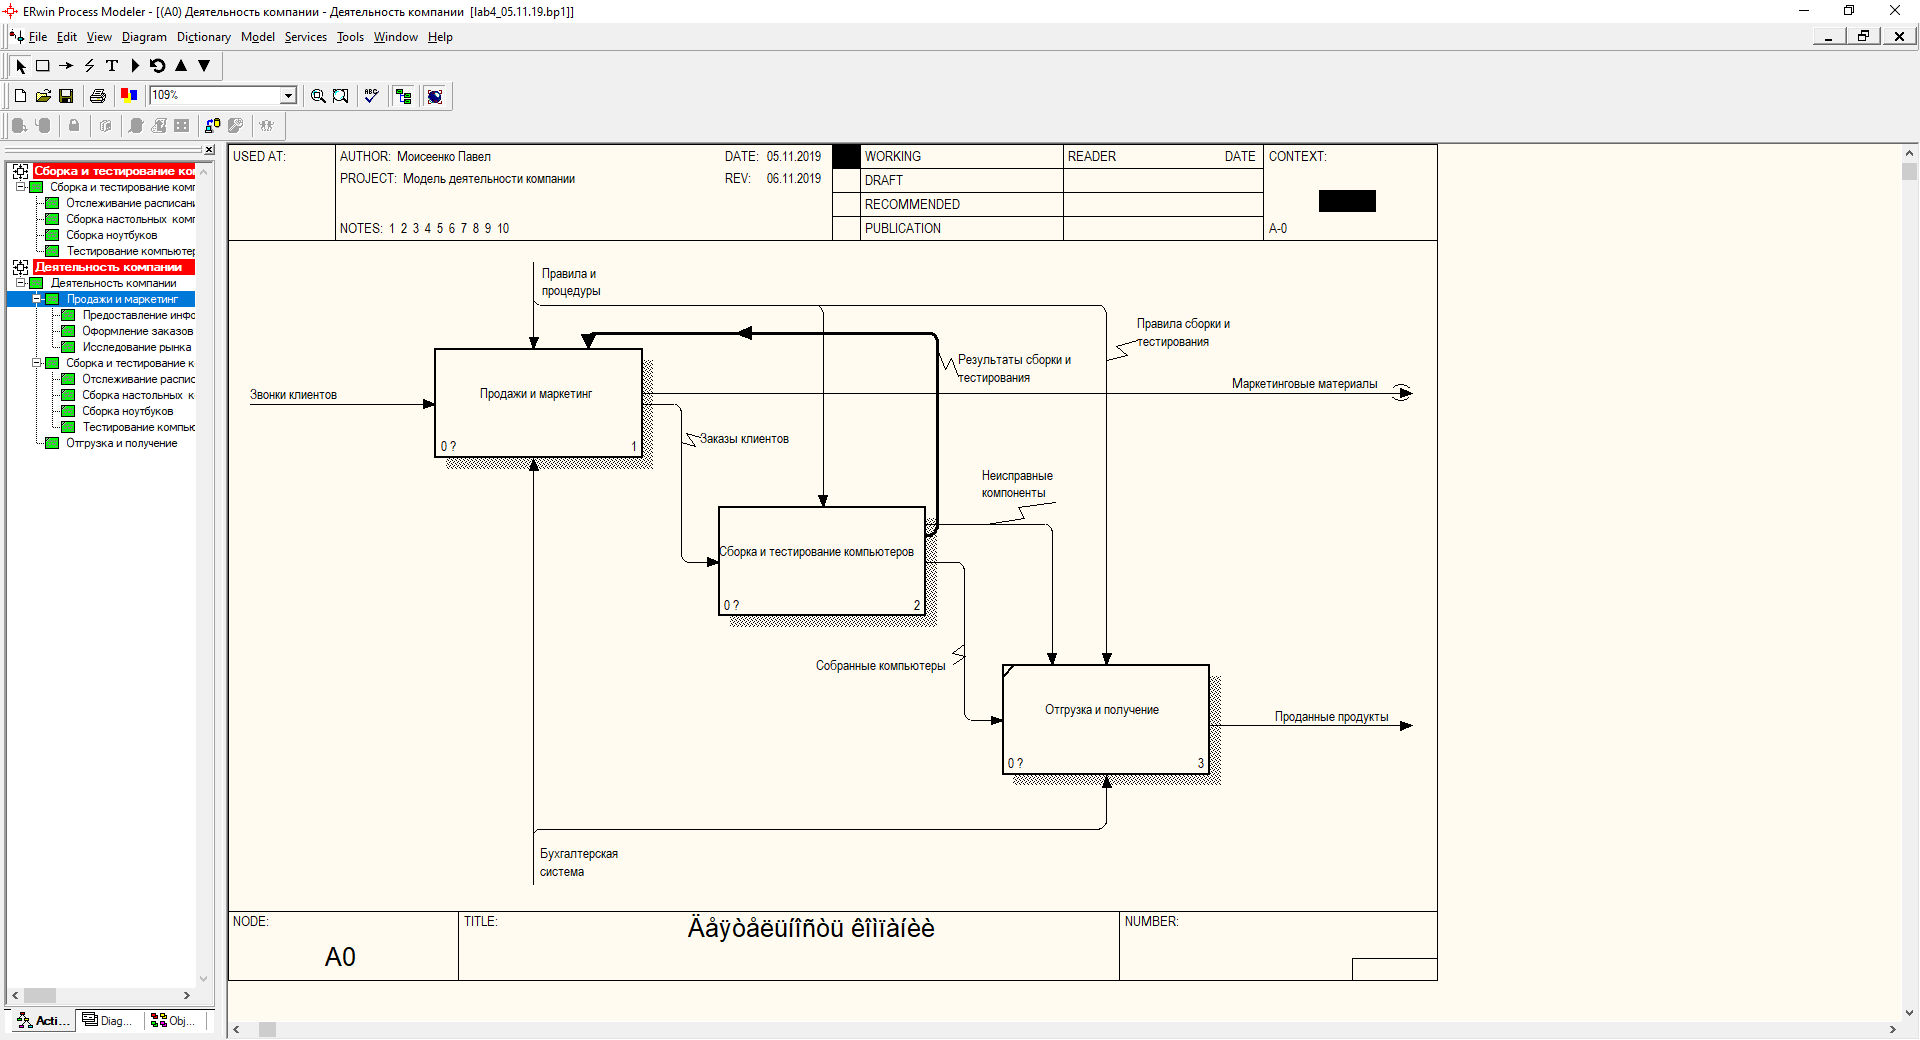 ERwin Process Modeler - [(A0) Деятельность компании - Деятельность компании  [lab4_05.11.19.bp1]]
File Edit View Diagram Dictionary Model Services Tools Window Help
109%
Сборка и тестирование ко
Сборка и тестирование ком
Отслеживание расписан
Сборка настольных ком
Сборка ноутбуков
Тестирование компьюте
Деятельность компании
Деятельность компании
Продажи и маркетинг
Предоставление инфо
Оформление заказов
Исследование рынка
Сборка и тестирование к
Отслеживание распис
Сборка настольных к
Сборка ноутбуков
Тестирование компь
Отгрузка и получение
Acti... Diag... Obj...
USED AT: AUTHOR: Моисеенко Павел DATE: 05.11.2019 WORKING READER DATE CONTEXT:
PROJECT: Модель деятельности компании REV: 06.11.2019 DRAFT
RECOMMENDED
NOTES: 1 2 3 4 5 6 7 8 9 10 PUBLICATION A-0
Правила и
процедуры
Правила сборки и
тестирования
Результаты сборки и
тестирования
Маркетинговые материалы
Звонки клиентов
Продажи и маркетинг
0 ? 1
Заказы клиентов
Неисправные
компоненты
Сборка и тестирование компьютеров
0 ? 2
Собранные компьютеры
Отгрузка и получение
0 ? 3
Проданные продукты
Бухгалтерская
система
NODE: TITLE: Äåÿòåëüíîñòü êîìïàíèè NUMBER:
A0